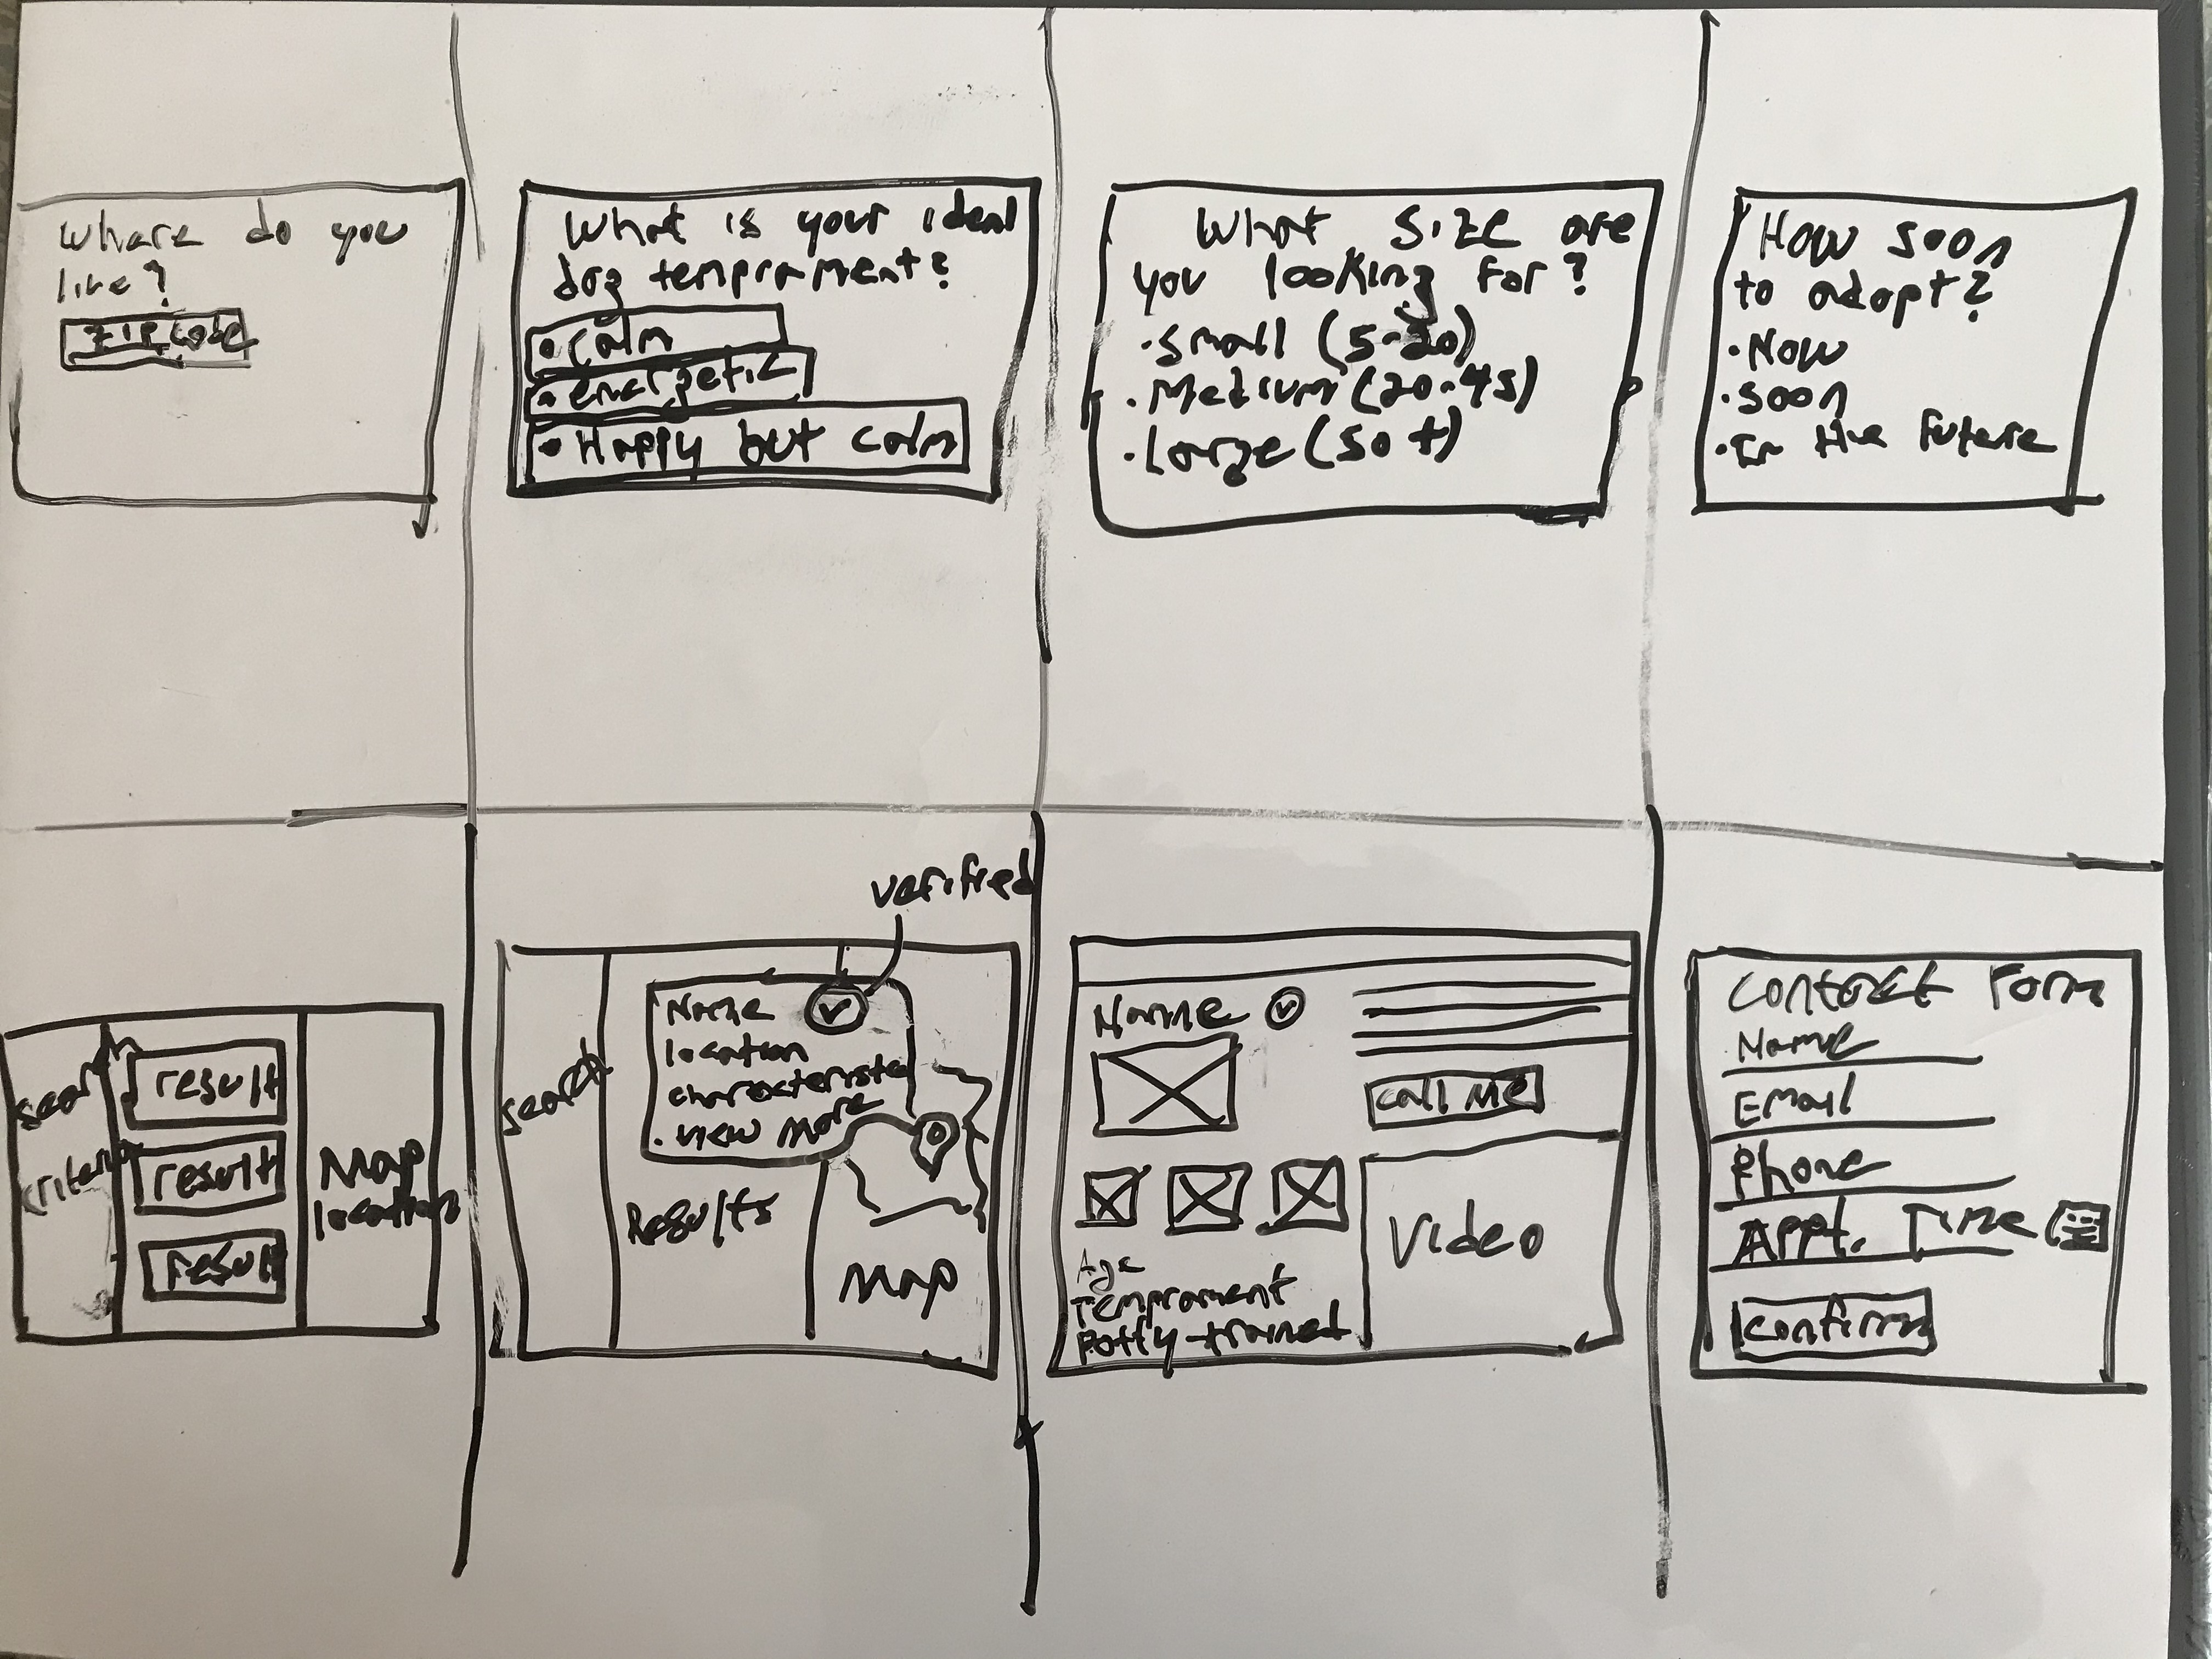 Where do you
live?
ZIP code
What is your ideal
dog temprament?
• calm
• energetic
• Happy but calm
What size are
you looking for?
• small (5-20)
• Medium (20-45)
• Large (50+)
How soon
to adopt?
• Now
• soon
• In the future
search
criteria
result
result
result
Map
locations
verified
search
Name
location
characteristics
• view more
Results
Map
Name
call me
Video
Age
Temprament
Potty-trained
Contact Form
Name
Email
Phone
Appt. Time
Confirm